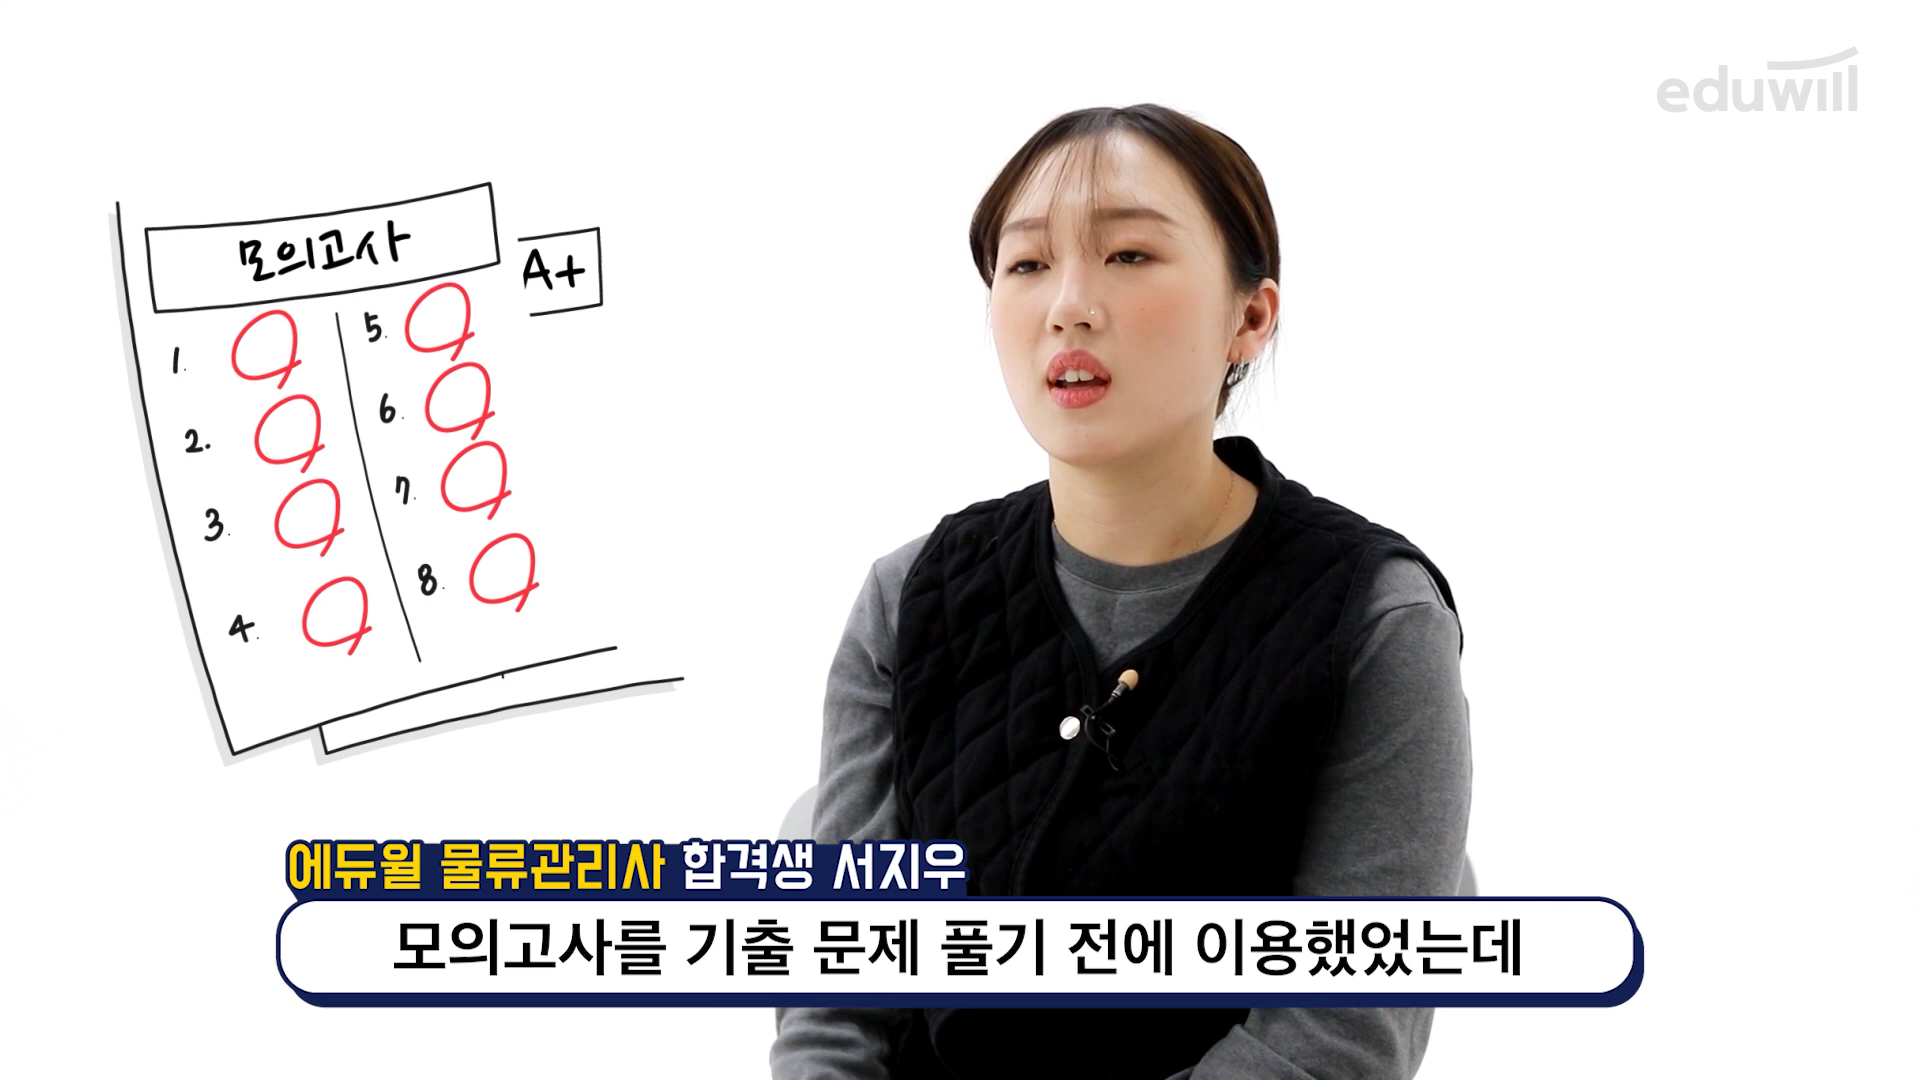 eduwill
모의고사
A+
1.
2.
3.
4.
5.
6.
7.
8.
에듀윌 물류관리사 합격생 서지우
모의고사를 기출 문제 풀기 전에 이용했었는데